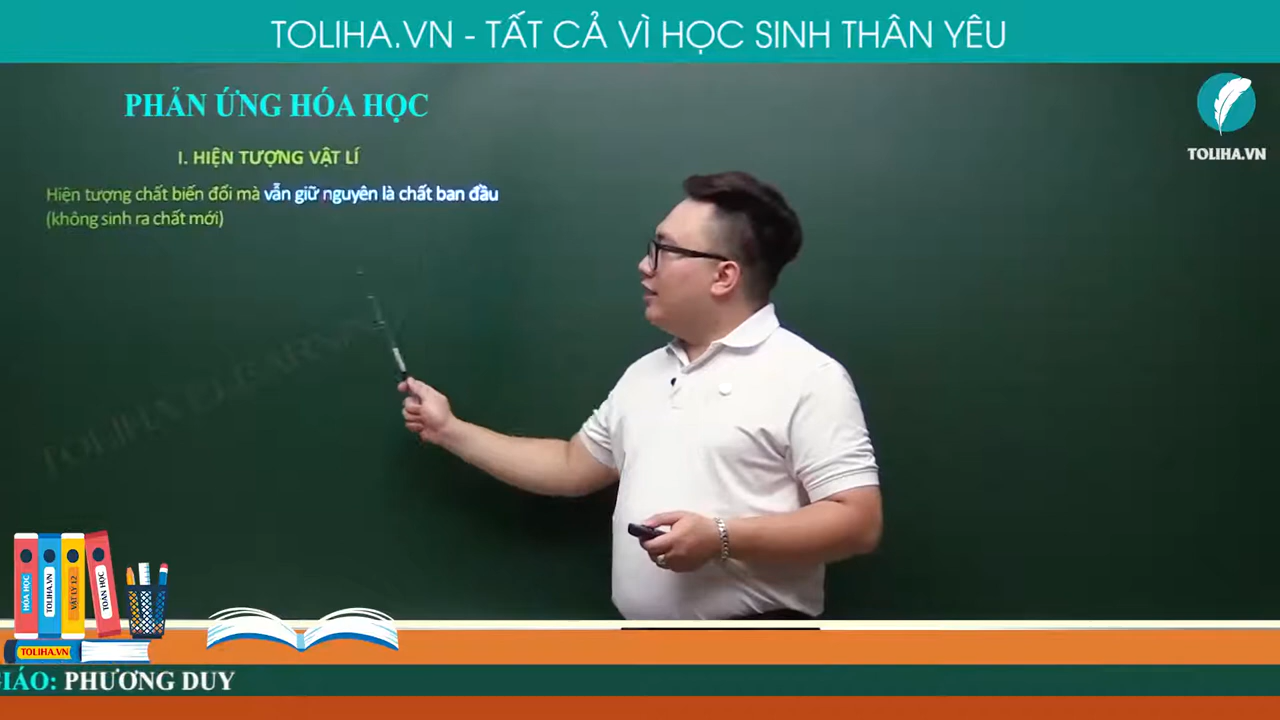 TOLIHA.VN - TẤT CẢ VÌ HỌC SINH THÂN YÊU
PHẢN ỨNG HÓA HỌC
TOLIHA.VN
I. HIỆN TƯỢNG VẬT LÍ
Hiện tượng chất biến đổi mà vẫn giữ nguyên là chất ban đầu
(không sinh ra chất mới)
HÓA HỌC
TOLIHA.VN
VẬT LÝ 12
TOÁN HỌC
TOLIHA.VN
GIÁO: PHƯƠNG DUY